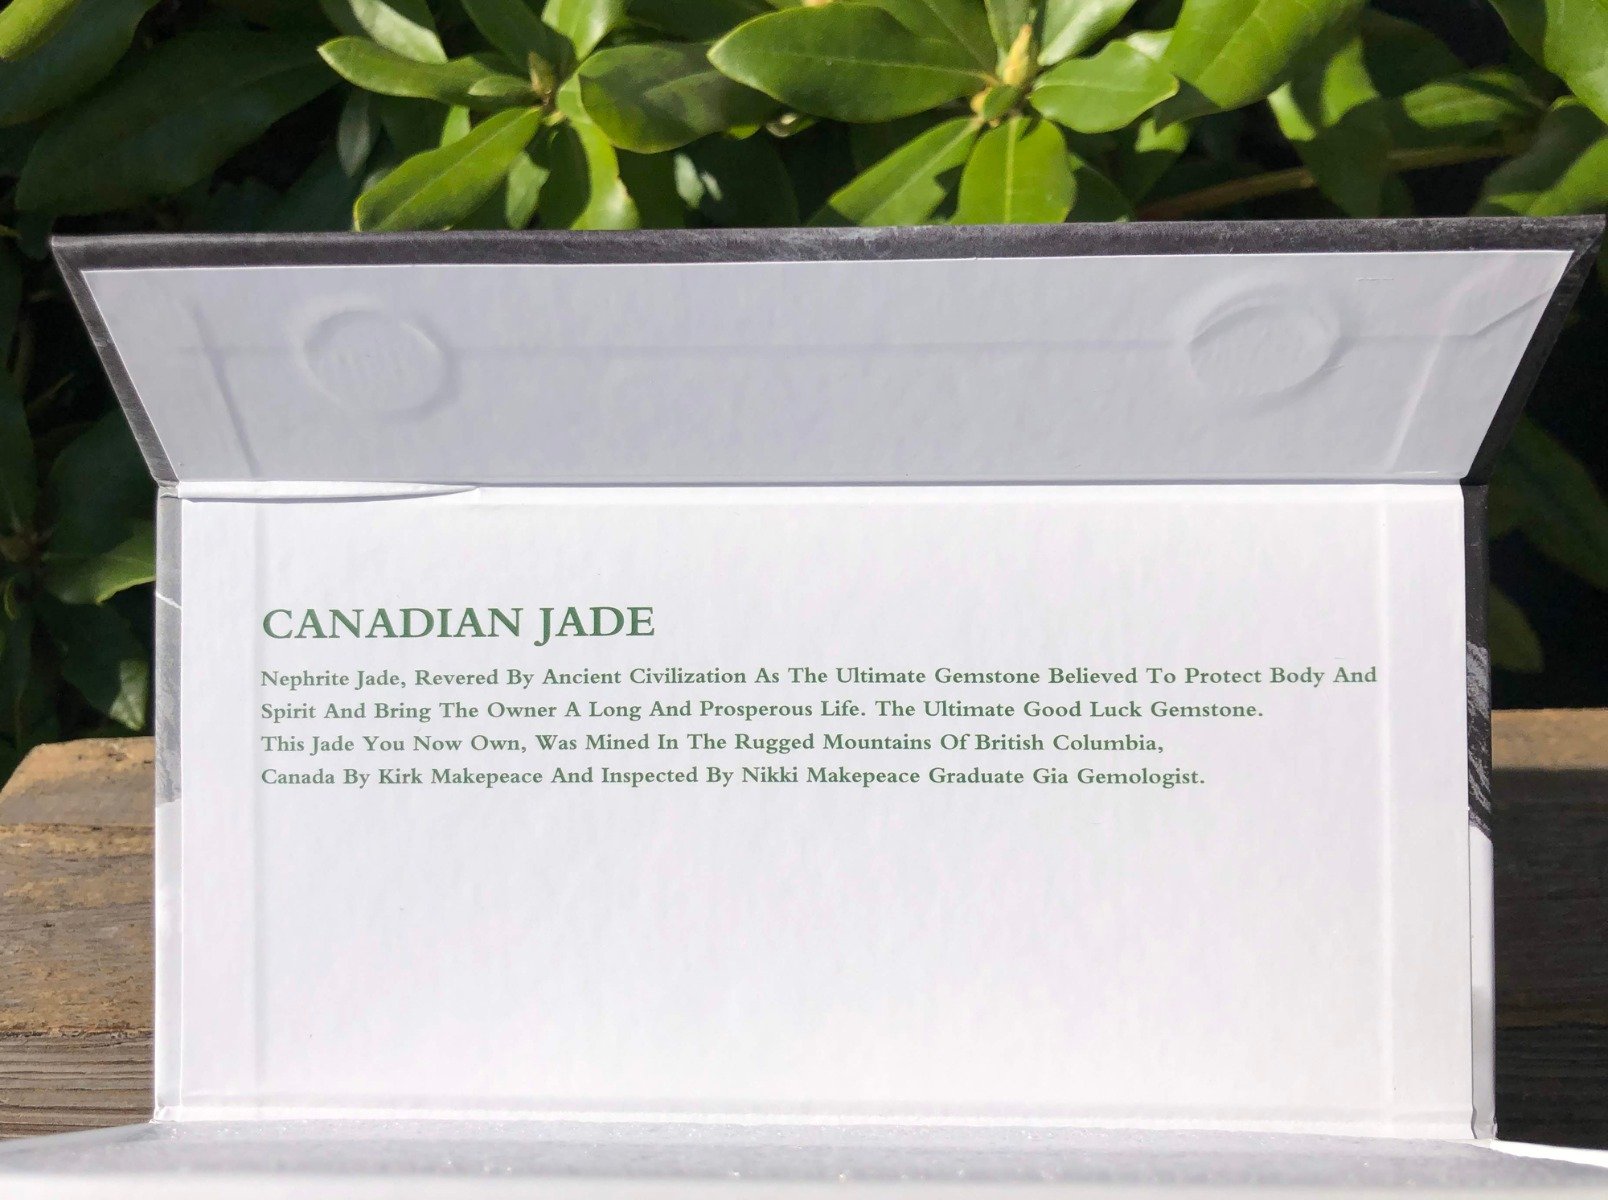 CANADIAN JADE
Nephrite Jade, Revered By Ancient Civilization As The Ultimate Gemstone Believed To Protect Body And
Spirit And Bring The Owner A Long And Prosperous Life. The Ultimate Good Luck Gemstone.
This Jade You Now Own, Was Mined In The Rugged Mountains Of British Columbia,
Canada By Kirk Makepeace And Inspected By Nikki Makepeace Graduate Gia Gemologist.